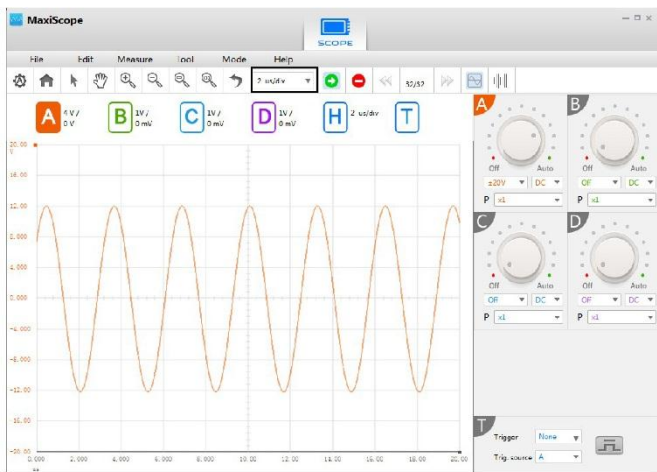 MaxiScope
SCOPE
File Edit Measure Tool Mode Help
2 us/div 32/32
A 4 V / 0 V
B 1V / 0 mV
C 1V / 0 mV
D 1V / 0 mV
H 2 us/div
T
20.00
V
16.00
12.00
8.000
4.000
0.000
-4.000
-8.000
-12.00
16.00
-20.00
0.000 2.000 4.000 6.000 8.000 10.00 12.00 14.00 16.00 18.00 20.00
A
Off Auto
±20V DC
P x1
B
Off Auto
Off DC
P x1
C
Off Auto
Off DC
P x1
D
Off Auto
Off DC
P x1
T
Trigger None
Trig. source A